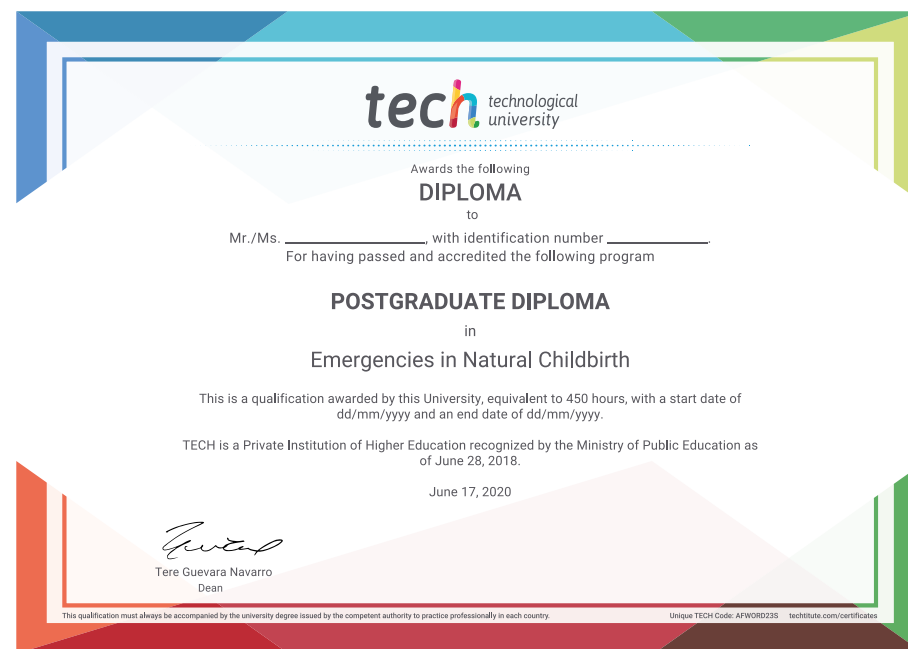 tech technological
university
Awards the following
DIPLOMA
to
Mr./Ms. ____________________, with identification number ______________.
For having passed and accredited the following program
POSTGRADUATE DIPLOMA
in
Emergencies in Natural Childbirth
This is a qualification awarded by this University, equivalent to 450 hours, with a start date of
dd/mm/yyyy and an end date of dd/mm/yyyy.
TECH is a Private Institution of Higher Education recognized by the Ministry of Public Education as
of June 28, 2018.
June 17, 2020
Tere Guevara Navarro
Dean
This qualification must always be accompanied by the university degree issued by the competent authority to practice professionally in each country. Unique TECH Code: AFWORD23S techtitute.com/certificates